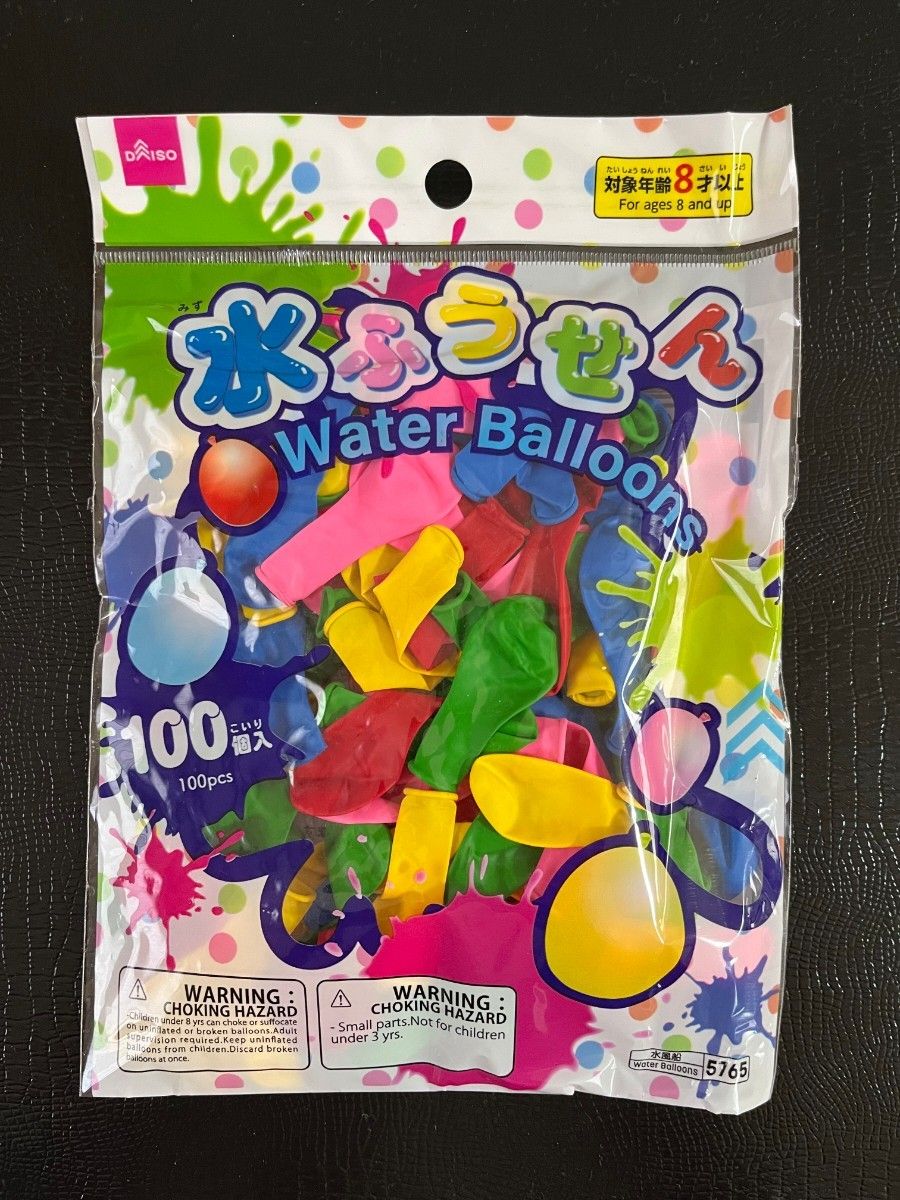 DAISO
たいしょうねんれい さいいじょう
対象年齢8才以上
For ages 8 and up
みず
水ふうせん
Water Balloons
100個入
こいり
100pcs
WARNING :
CHOKING HAZARD
-Children under 8 yrs can choke or suffocate
on uninflated or broken balloons.Adult
supervision required.Keep uninflated
balloons from children.Discard broken
balloons at once.
WARNING :
CHOKING HAZARD
- Small parts.Not for children
under 3 yrs.
水風船
Water Balloons
5765